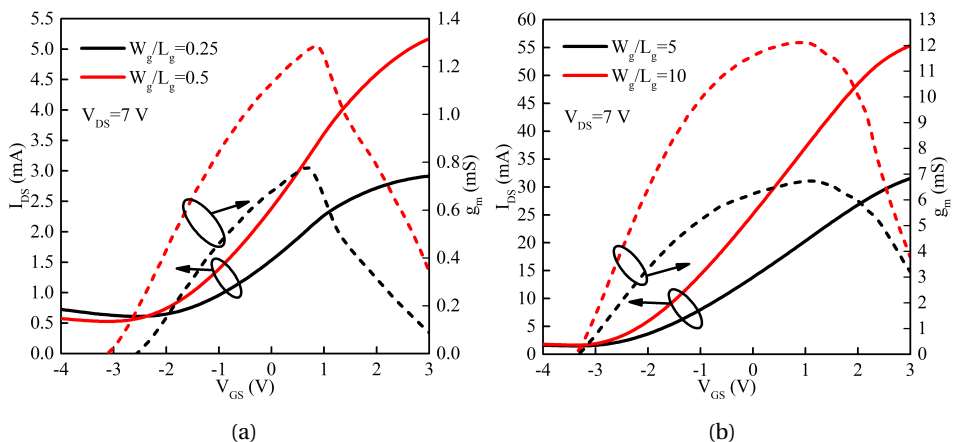 W_g/L_g=0.25
W_g/L_g=0.5
V_DS=7 V
I_DS (mA)
5.5
5.0
4.5
4.0
3.5
3.0
2.5
2.0
1.5
1.0
0.5
0.0
g_m (mS)
1.4
1.2
1.0
0.8
0.6
0.4
0.2
0.0
-4 -3 -2 -1 0 1 2 3
V_GS (V)
(a)
W_g/L_g=5
W_g/L_g=10
V_DS=7 V
I_DS (mA)
60
55
50
45
40
35
30
25
20
15
10
5
0
g_m (mS)
13
12
11
10
9
8
7
6
5
4
3
2
1
0
-4 -3 -2 -1 0 1 2 3
V_GS (V)
(b)